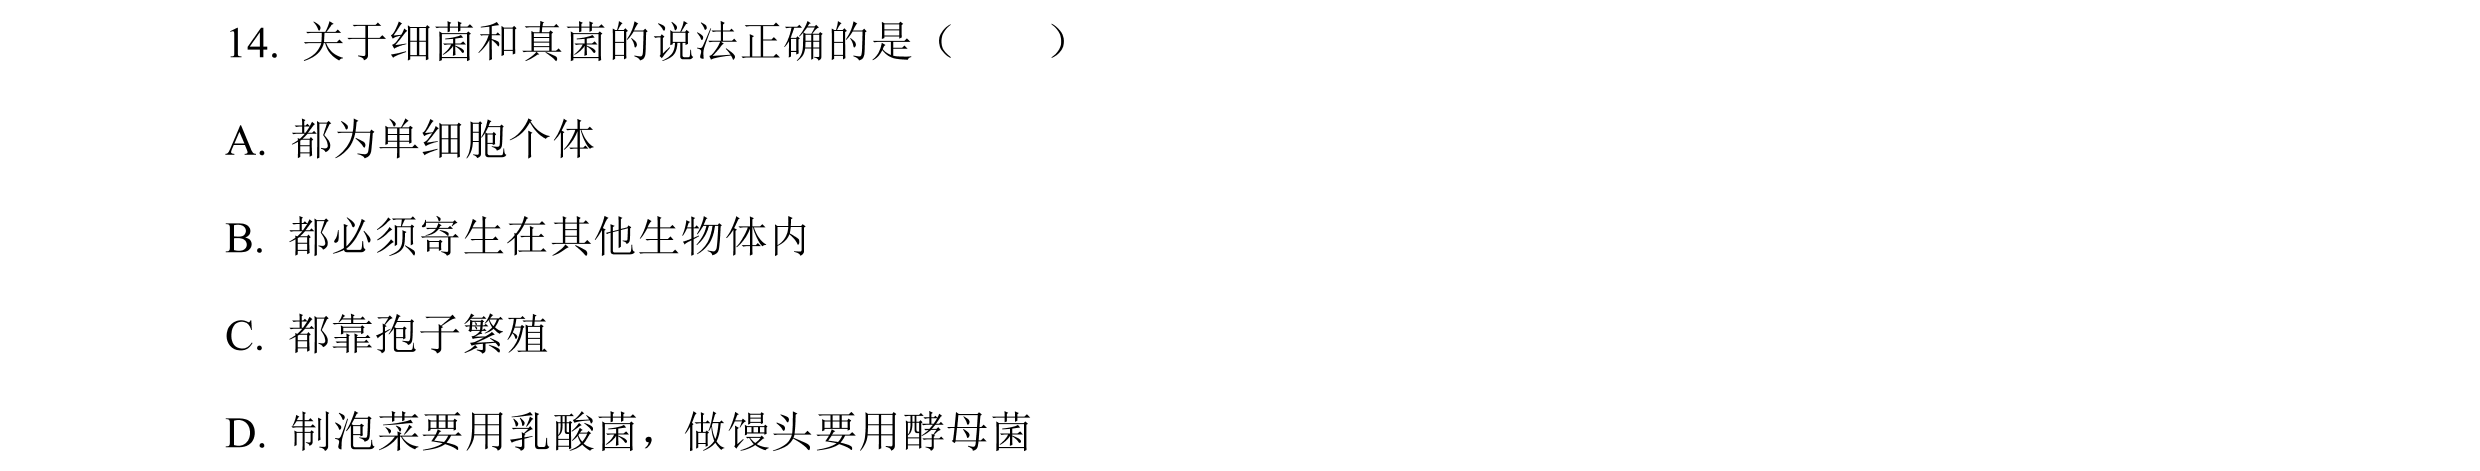 14. 关于细菌和真菌的说法正确的是（　　）
A. 都为单细胞个体
B. 都必须寄生在其他生物体内
C. 都靠孢子繁殖
D. 制泡菜要用乳酸菌，做馒头要用酵母菌